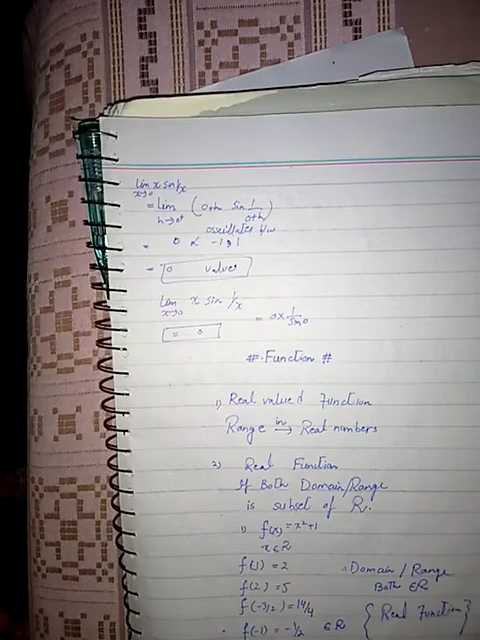 Lim x sin 1/x
x→0
= Lim (0+h sin 1/0+h)
h→0+
oscillates b/w
= 0 × -1 & 1
= 0 values
Lim x sin 1/x
x→0
= 0 × 1/sin 0
= 0
# Function #
1) Real valued Function
Range in→ Real numbers
2) Real Function
If Both Domain/Range
is subset of R.
1) f(x) = x²+1
x∈R
f(1) = 2
∴ Domain / Range
f(2) = 5
Both ∈R
f(-3/2) = 14/4
{ Real Function }
f(-1) = -1/2 ∈R